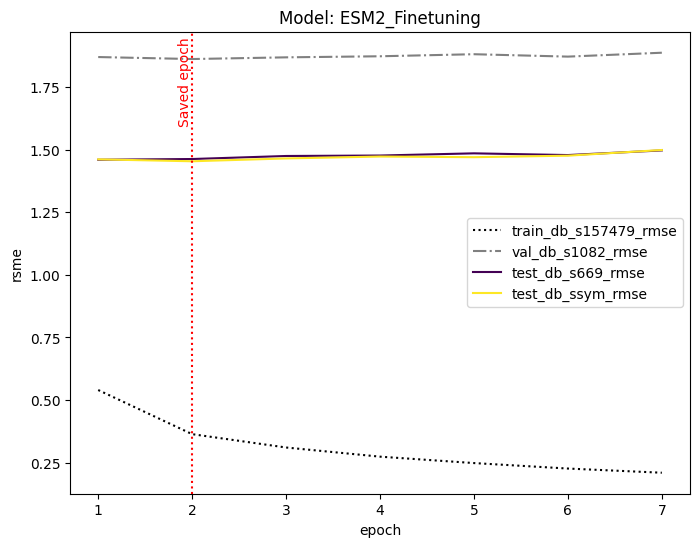 Model: ESM2_Finetuning
Saved epoch
rsme
1.75
1.50
1.25
1.00
0.75
0.50
0.25
train_db_s157479_rmse
val_db_s1082_rmse
test_db_s669_rmse
test_db_ssym_rmse
1 2 3 4 5 6 7
epoch